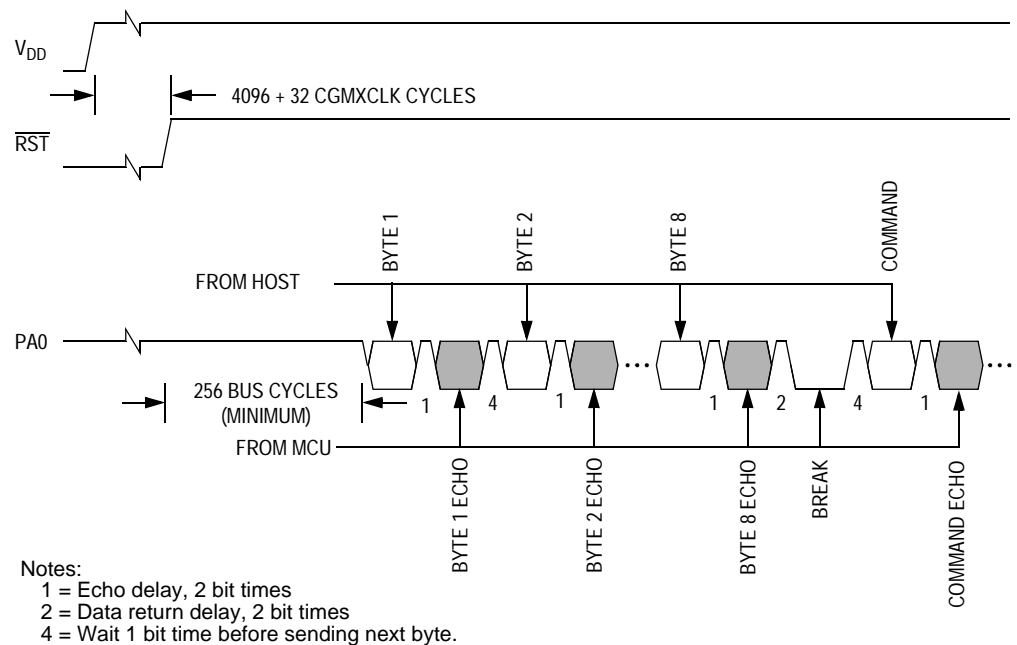 VDD
4096 + 32 CGMXCLK CYCLES
RST
BYTE 1
BYTE 2
BYTE 8
COMMAND
FROM HOST
PA0
256 BUS CYCLES
(MINIMUM)
1
4
1
1
2
4
1
FROM MCU
BYTE 1 ECHO
BYTE 2 ECHO
BYTE 8 ECHO
BREAK
COMMAND ECHO
Notes:
1 = Echo delay, 2 bit times
2 = Data return delay, 2 bit times
4 = Wait 1 bit time before sending next byte.